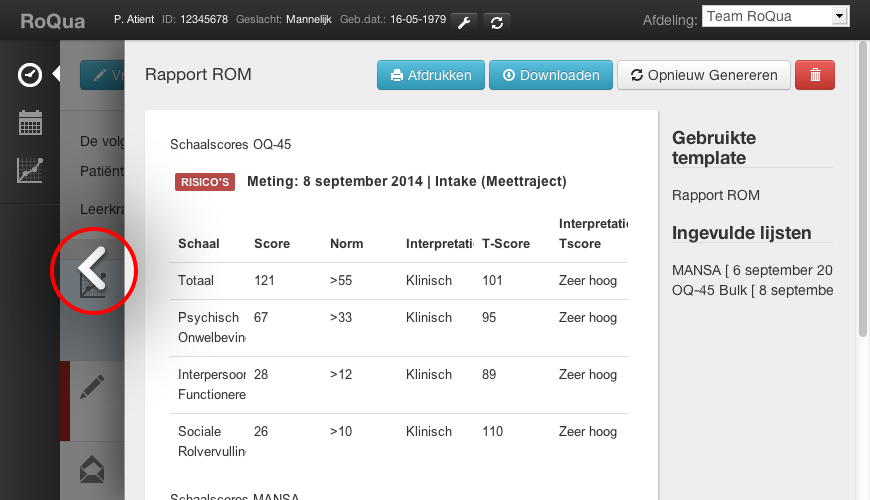 RoQua P. Atient ID: 12345678 Geslacht: Mannelijk Geb.dat.: 16-05-1979 Afdeling: Team RoQua
Rapport ROM Afdrukken Downloaden Opnieuw Genereren
De volg
Patiënt
Leerkra
Schaalscores OQ-45
RISICO'S Meting: 8 september 2014 | Intake (Meettraject)
Schaal Score Norm Interpretati T-Score Interpretati Tscore
Totaal 121 >55 Klinisch 101 Zeer hoog
Psychisch 67 >33 Klinisch 95 Zeer hoog
Onwelbevin
Interpersoor 28 >12 Klinisch 89 Zeer hoog
Functionere
Sociale 26 >10 Klinisch 110 Zeer hoog
Rolvervullin
Schaalscores MANSA
Gebruikte
template
Rapport ROM
Ingevulde lijsten
MANSA [ 6 september 20
OQ-45 Bulk [ 8 septembe